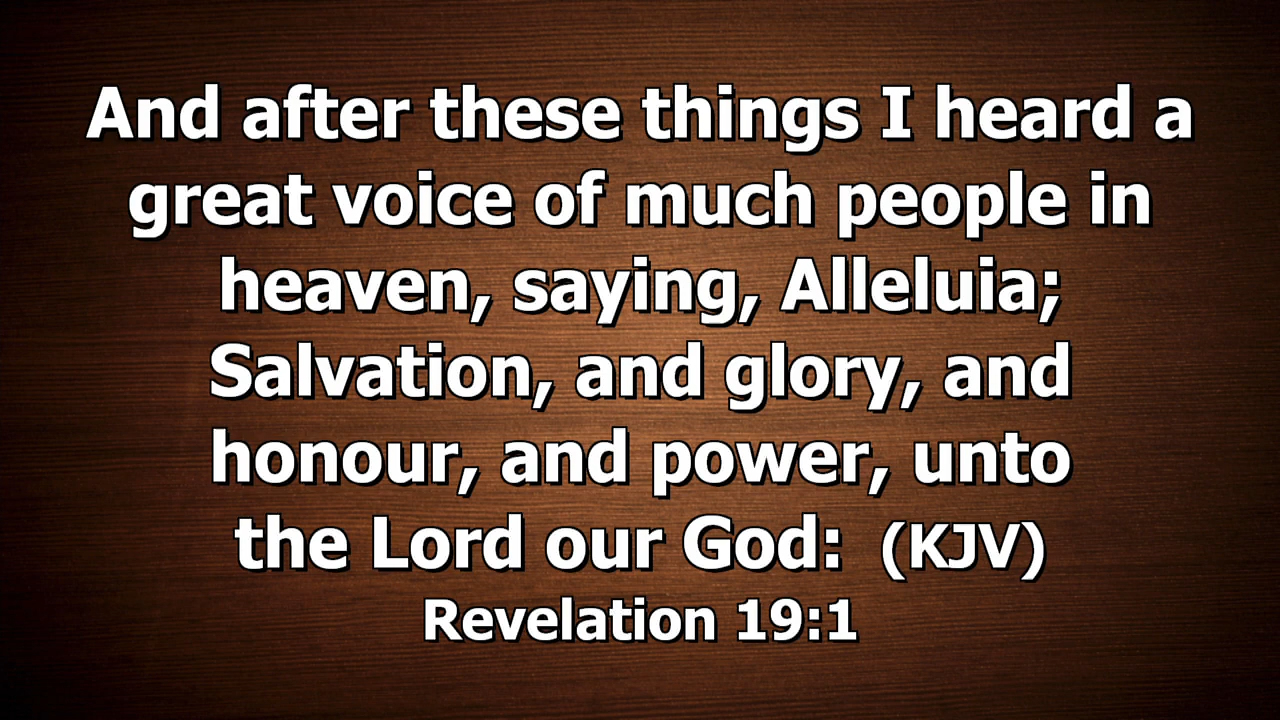 And after these things I heard a
great voice of much people in
heaven, saying, Alleluia;
Salvation, and glory, and
honour, and power, unto
the Lord our God: (KJV)
Revelation 19:1